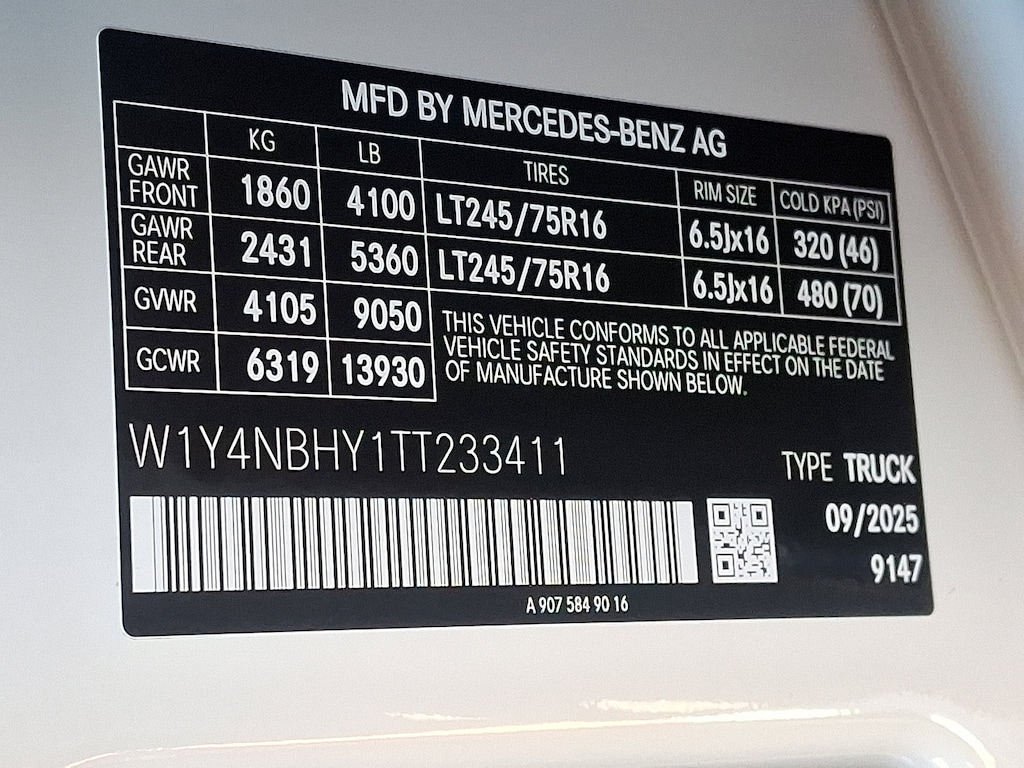 MFD BY MERCEDES-BENZ AG
KG LB TIRES RIM SIZE COLD KPA (PSI)
GAWR FRONT 1860 4100 LT245/75R16 6.5Jx16 320 (46)
GAWR REAR 2431 5360 LT245/75R16 6.5Jx16 480 (70)
GVWR 4105 9050
GCWR 6319 13930
THIS VEHICLE CONFORMS TO ALL APPLICABLE FEDERAL
VEHICLE SAFETY STANDARDS IN EFFECT ON THE DATE
OF MANUFACTURE SHOWN BELOW.
W1Y4NBHY1TT233411
TYPE TRUCK
09/2025
9147
A 907 584 90 16